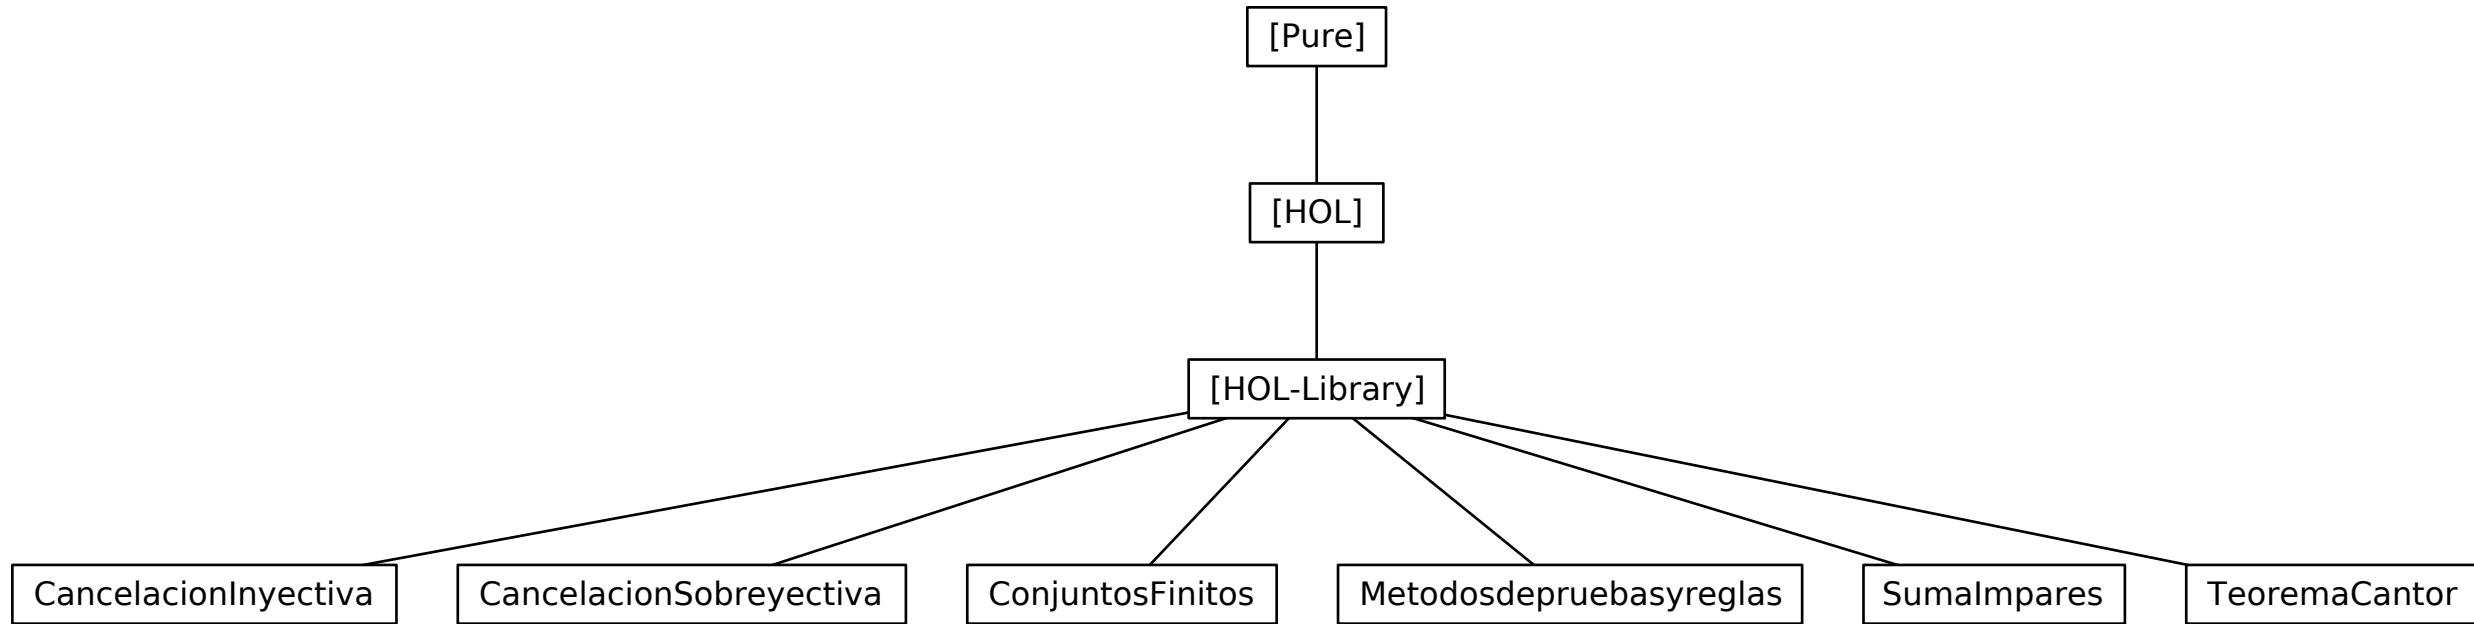 [Pure]
[HOL]
[HOL-Library]
CancelacionInyectiva
CancelacionSobreyectiva
ConjuntosFinitos
Metodosdepruebasyreglas
SumaImpares
TeoremaCantor